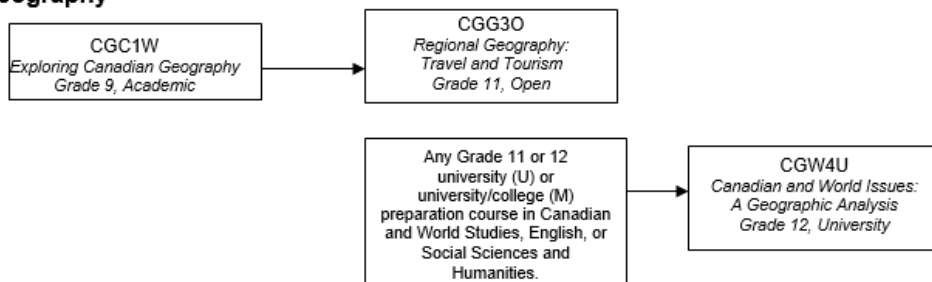 CGC1W
Exploring Canadian Geography
Grade 9, Academic
CGG3O
Regional Geography:
Travel and Tourism
Grade 11, Open
Any Grade 11 or 12
university (U) or
university/college (M)
preparation course in Canadian
and World Studies, English, or
Social Sciences and
Humanities.
CGW4U
Canadian and World Issues:
A Geographic Analysis
Grade 12, University